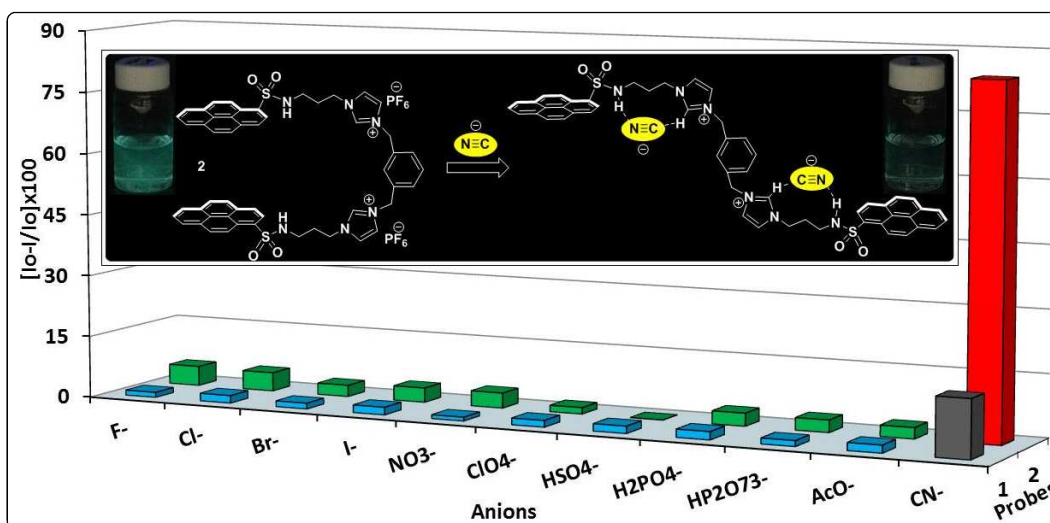 90
75
60
45
30
15
0
[Io-I/Io]x100
2
O O
S
N
H
N
N
⊕
⊖
PF6
N≡C
⊖
O O
S
N
H
N
N
⊕
H
N≡C
⊖
H
N≡C
O O
S
H
N
N
N
⊕
⊖
PF6
C≡N
⊖
H
H
N
N
N
⊕
S
O O
F-
Cl-
Br-
I-
NO3-
ClO4-
HSO4-
H2PO4-
HP2O73-
AcO-
CN-
1
2
Probes
Anions